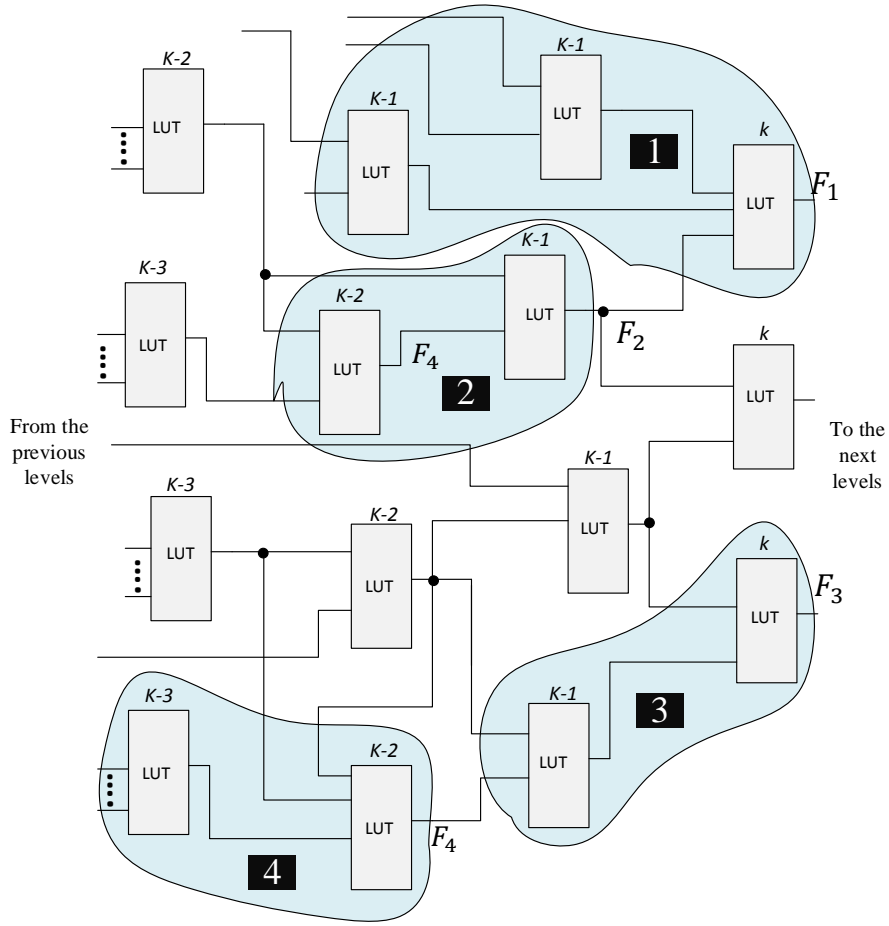 K-1
K-2
LUT
LUT
K-1
LUT
1
k
LUT
F₁
K-1
LUT
K-3
LUT
K-2
LUT
F₄
2
F₂
k
LUT
From the
previous
levels
To the
next
levels
K-1
LUT
K-3
LUT
K-2
LUT
k
LUT
F₃
K-3
LUT
K-1
LUT
3
K-2
LUT
F₄
4